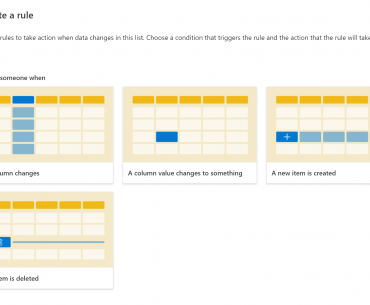 te a rule
rules to take action when data changes in this list. Choose a condition that triggers the rule and the action that the rule will take
someone when
umn changes
A column value changes to something
A new item is created
em is deleted